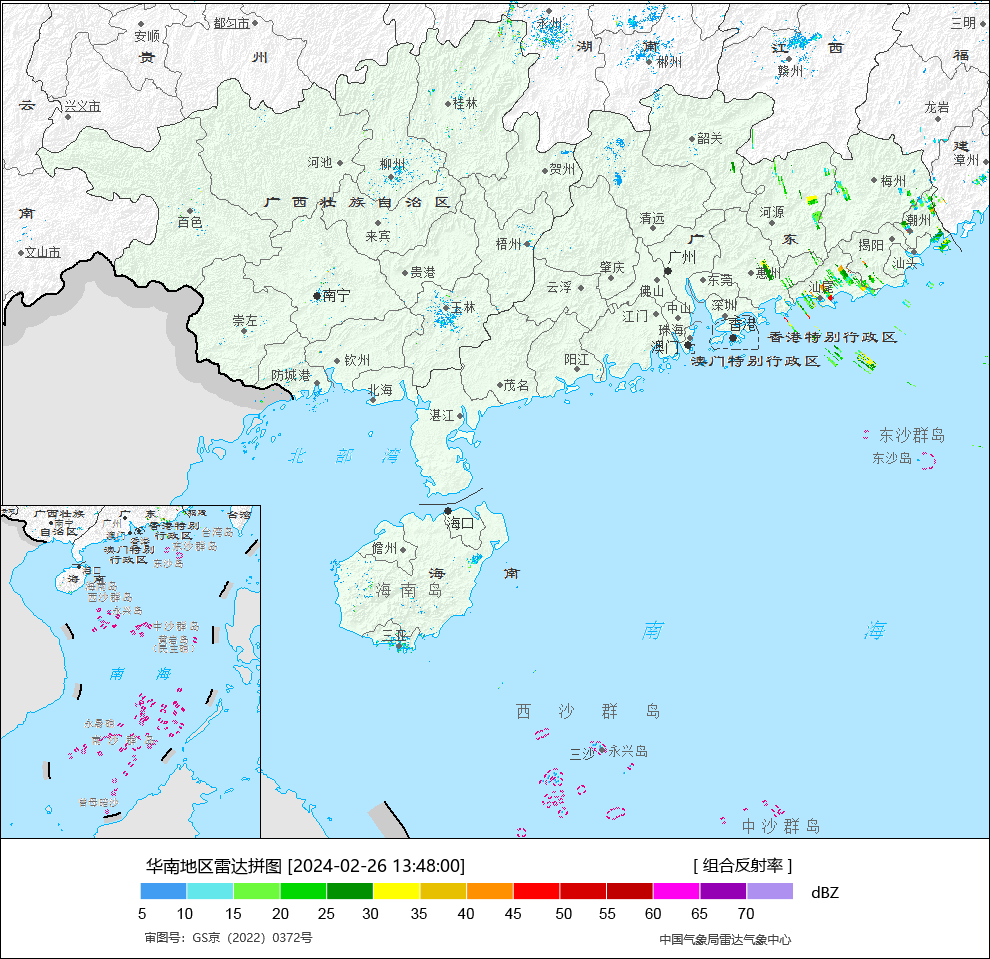 永州
三明
安顺
都匀市
贵
州
湖
南
郴州
江
西
赣州
福
云
兴义市
桂林
龙岩
韶关
建
漳州
河池
柳州
贺州
梅州
广西壮族自治区
南
百色
来宾
梧州
清远
河源
潮州
文山市
广
东
揭阳
汕头
贵港
肇庆
广州
惠州
南宁
云浮
佛山
东莞
汕尾
崇左
玉林
江门
中山
深圳
珠海
香港
香港特别行政区
澳门
澳门特别行政区
钦州
防城港
阳江
北海
茂名
湛江
北部湾
东沙群岛
东沙岛
海口
儋州
海
南
海南岛
三亚
南
海
西沙群岛
三沙
永兴岛
中沙群岛
广西壮族
自治区
南宁
广
东
福建
台湾
广州
香港特别
行政区
澳门
香港
澳门特别
行政区
台湾岛
东沙群岛
东沙岛
海口
海
南
海南岛
西沙群岛
永兴岛
中沙群岛
黄岩岛
(民主礁)
南
海
永暑礁
南沙群岛
曾母暗沙
华南地区雷达拼图 [2024-02-26 13:48:00]
[ 组合反射率 ]
dBZ
5 10 15 20 25 30 35 40 45 50 55 60 65 70
审图号：GS京（2022）0372号
中国气象局雷达气象中心